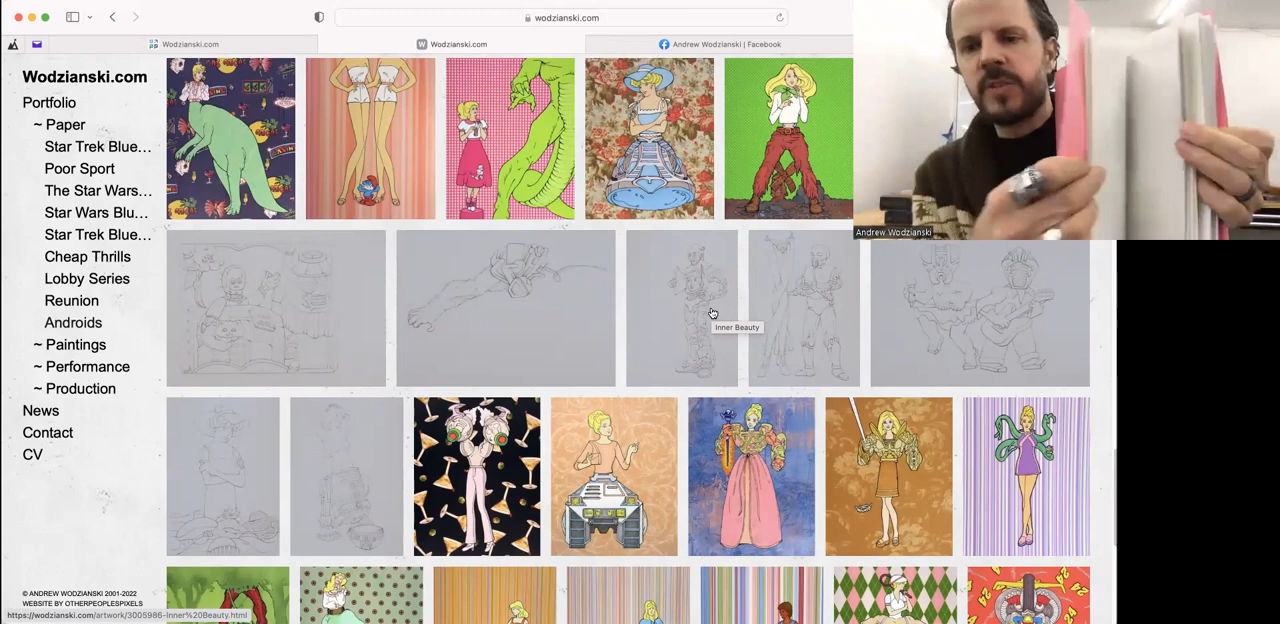 wodzianski.com
Wodzianski.com
Wodzianski.com
Andrew Wodzianski | Facebook
Wodzianski.com
Portfolio
~ Paper
Star Trek Blue...
Poor Sport
The Star Wars...
Star Wars Blu...
Star Trek Blue...
Cheap Thrills
Lobby Series
Reunion
Androids
~ Paintings
~ Performance
~ Production
News
Contact
CV
Andrew Wodzianski
Inner Beauty
© ANDREW WODZIANSKI 2001-2022
WEBSITE BY OTHERPEOPLESPIXELS
https://wodzianski.com/artwork/3005986-Inner%20Beauty.html